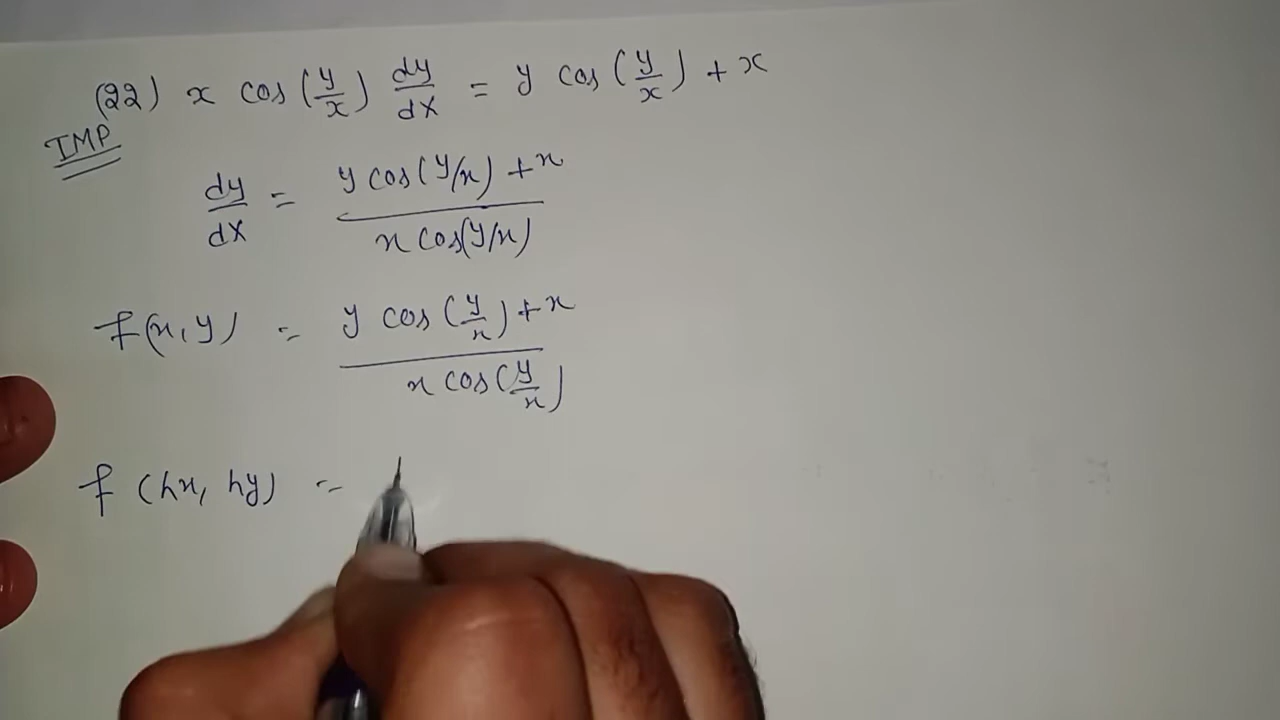 (22) x cos(y/x) dy/dx = y cos(y/x) + x
IMP
dy/dx = y cos(y/x) + x / x cos(y/x)
f(x, y) = y cos(y/x) + x / x cos(y/x)
f (hx, hy) =